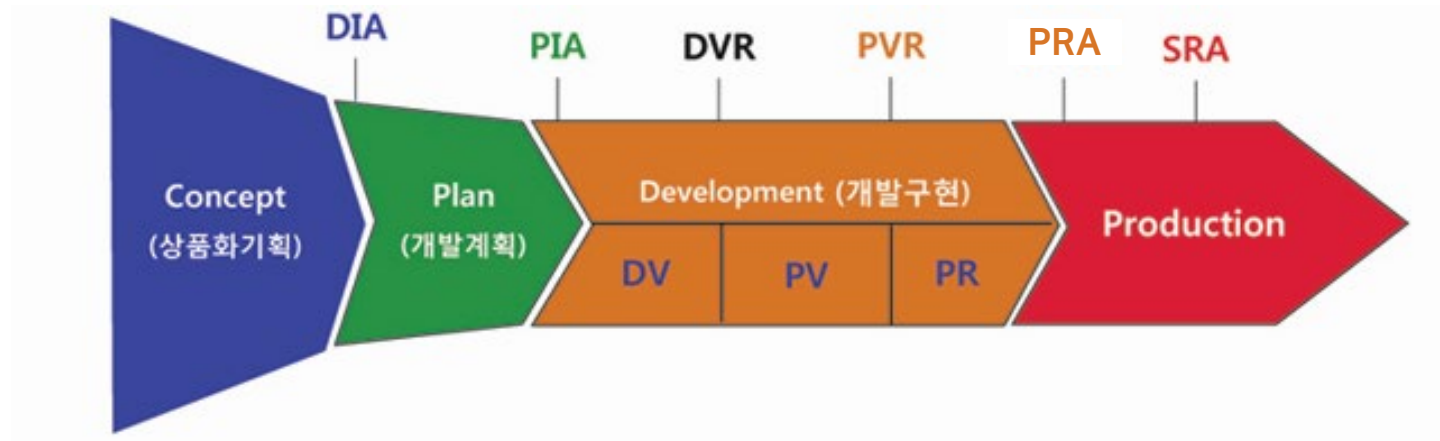 DIA
PIA
DVR
PVR
PRA
SRA
Concept
(상품화기획)
Plan
(개발계획)
Development (개발구현)
DV
PV
PR
Production